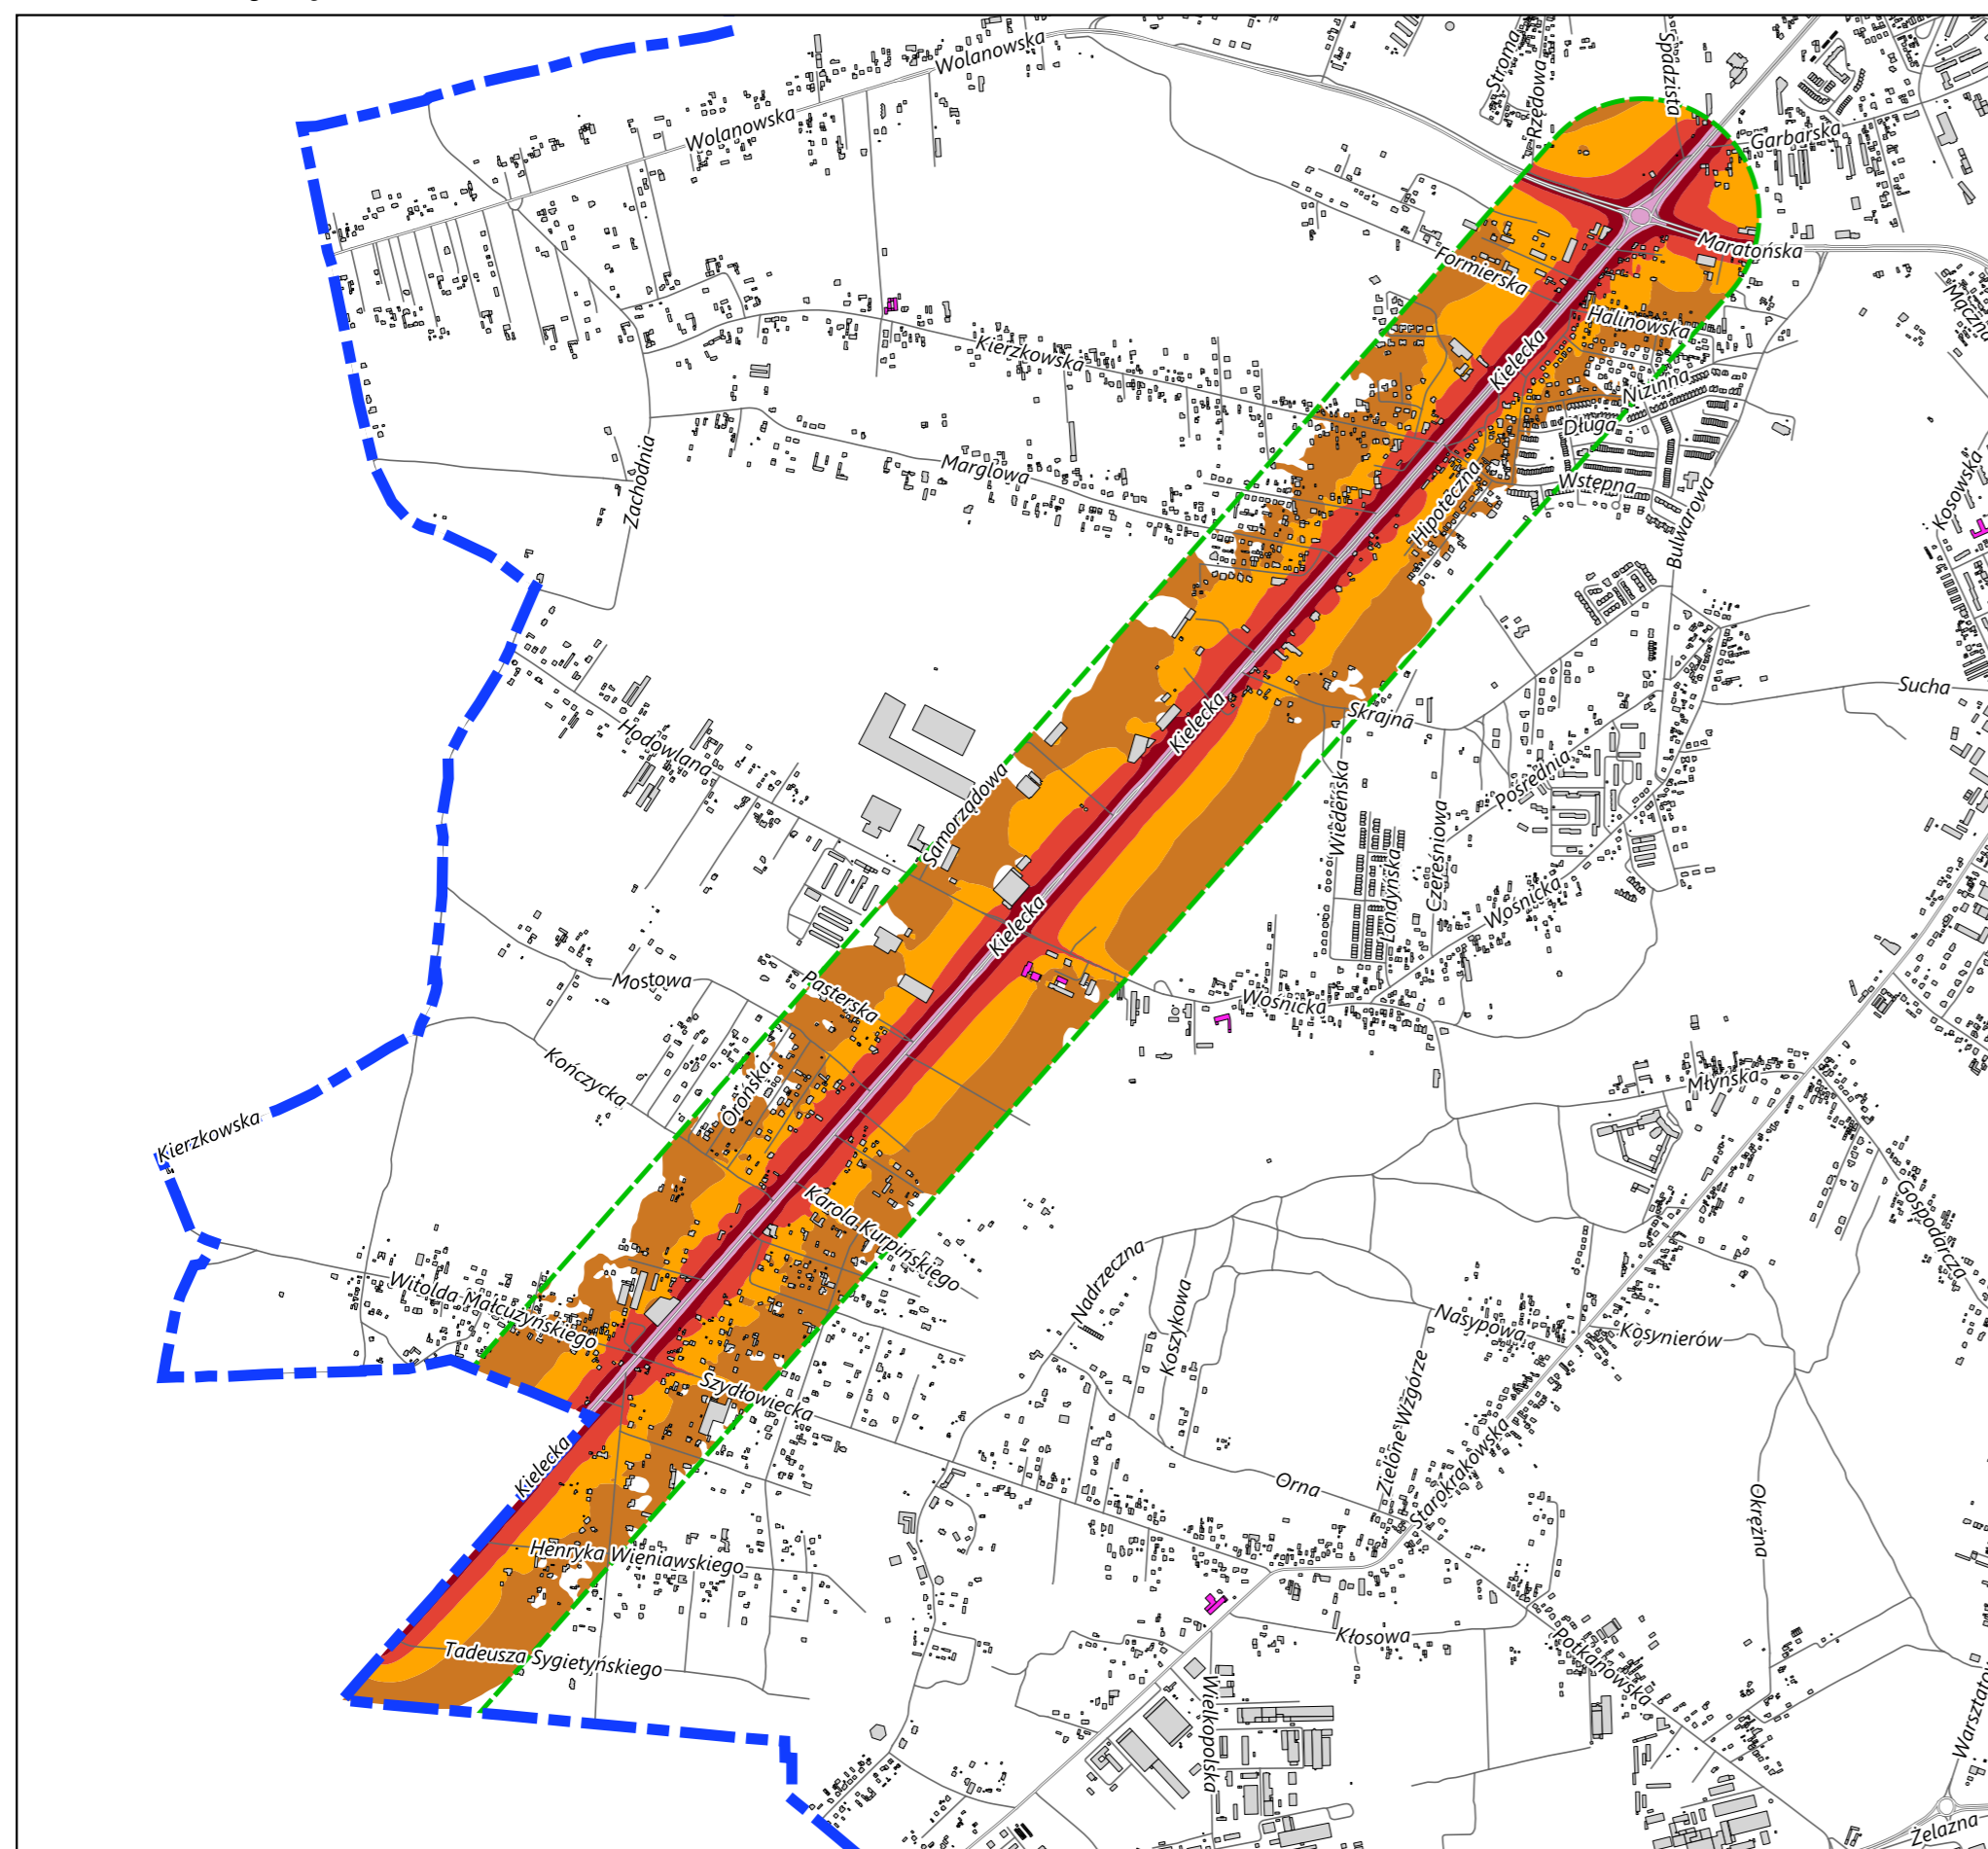 Wolanowska
Stroma
Rzędowa
Spadzista
Garbarska
Wolanowska
Maratońska
Formierska
Halinowska
Kierzkowska
Kielecka
Nizinna
Długa
Marglowa
Zachodnia
Hipoteczna
Wstępna
Bulwarowa
Kosowska
Sucha
Kielecka
Skrajna
Hodowlana
Samorządowa
Wiedeńska
Pośrednia
Czereśniowa
Londyńska
Wośnicka
Kielecka
Mostowa
Pasterska
Wośnicka
Kończycka
Orońska
Młyńska
Kierzkowska
Karola Kurpińskiego
Gospodarcza
Nadrzeczna
Koszykowa
Witolda Małcużyńskiego
Nasypowa
Kosynierów
Szydłowiecka
Zielone Wzgórze
Kielecka
Starokrakowska
Orna
Okrężna
Henryka Wieniawskiego
Tadeusza Sygietyńskiego
Kłosowa
Potkanowska
Wielkopolska
Żelazna